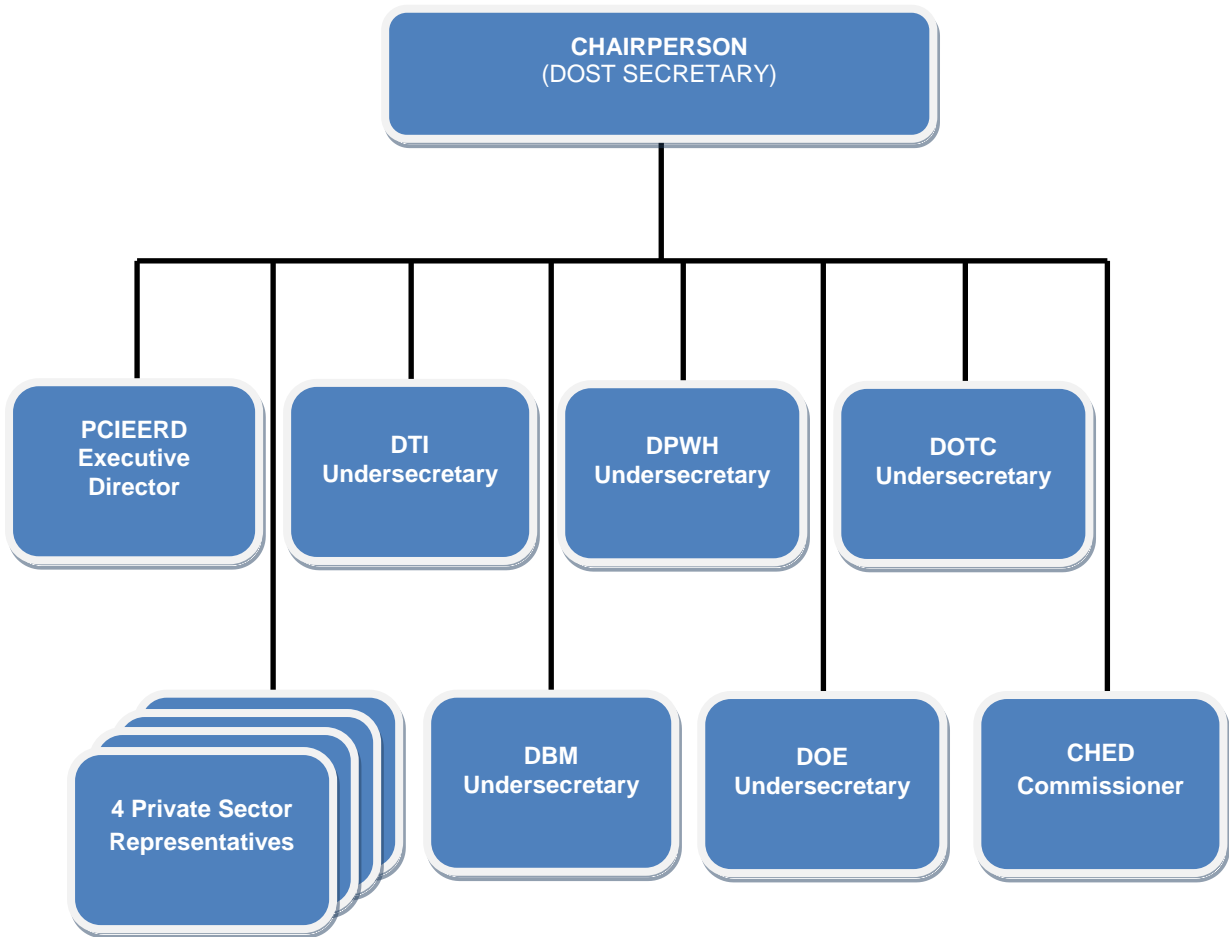 CHAIRPERSON
(DOST SECRETARY)
PCIEERD
Executive
Director
DTI
Undersecretary
DPWH
Undersecretary
DOTC
Undersecretary
4 Private Sector
Representatives
DBM
Undersecretary
DOE
Undersecretary
CHED
Commissioner